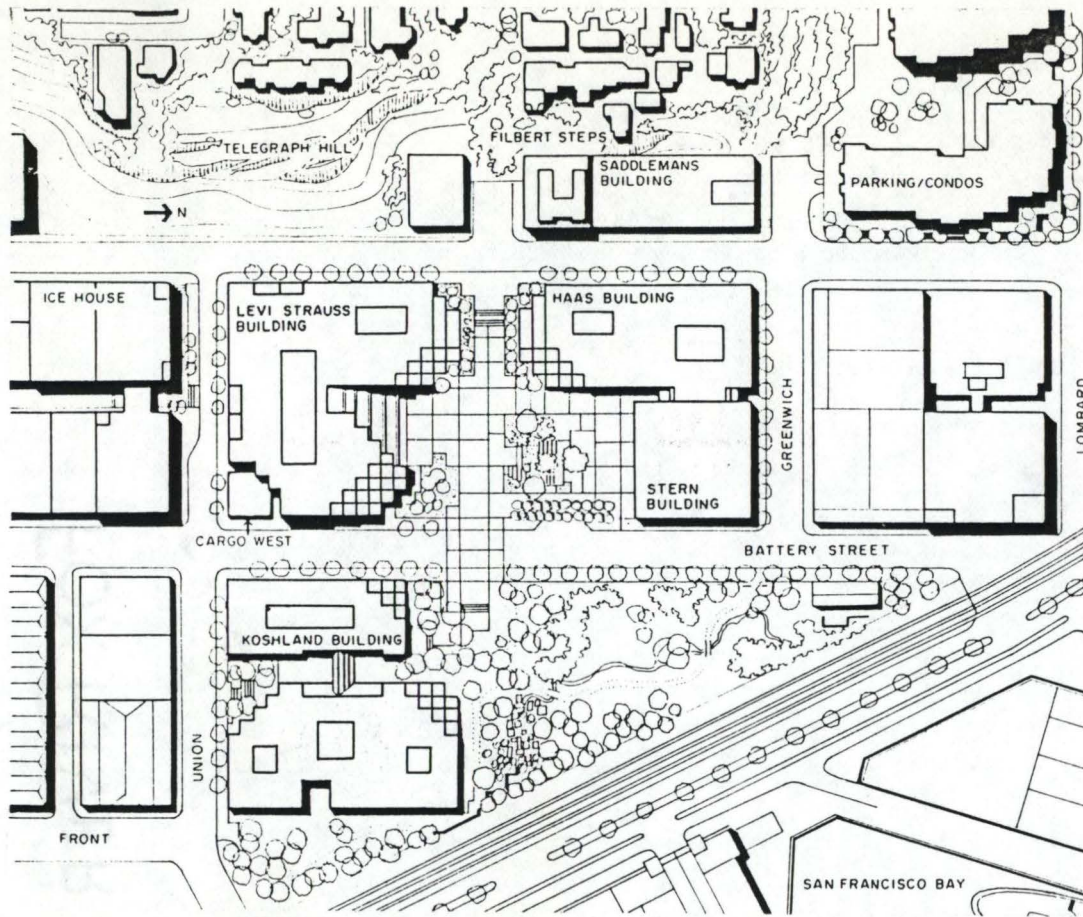 TELEGRAPH HILL
FILBERT STEPS
SADDLEMANS
BUILDING
PARKING/CONDOS
N
ICE HOUSE
LEVI STRAUSS
BUILDING
HAAS BUILDING
GREENWICH
LOMBARD
STERN
BUILDING
CARGO WEST
BATTERY STREET
KOSHLAND BUILDING
UNION
FRONT
SAN FRANCISCO BAY